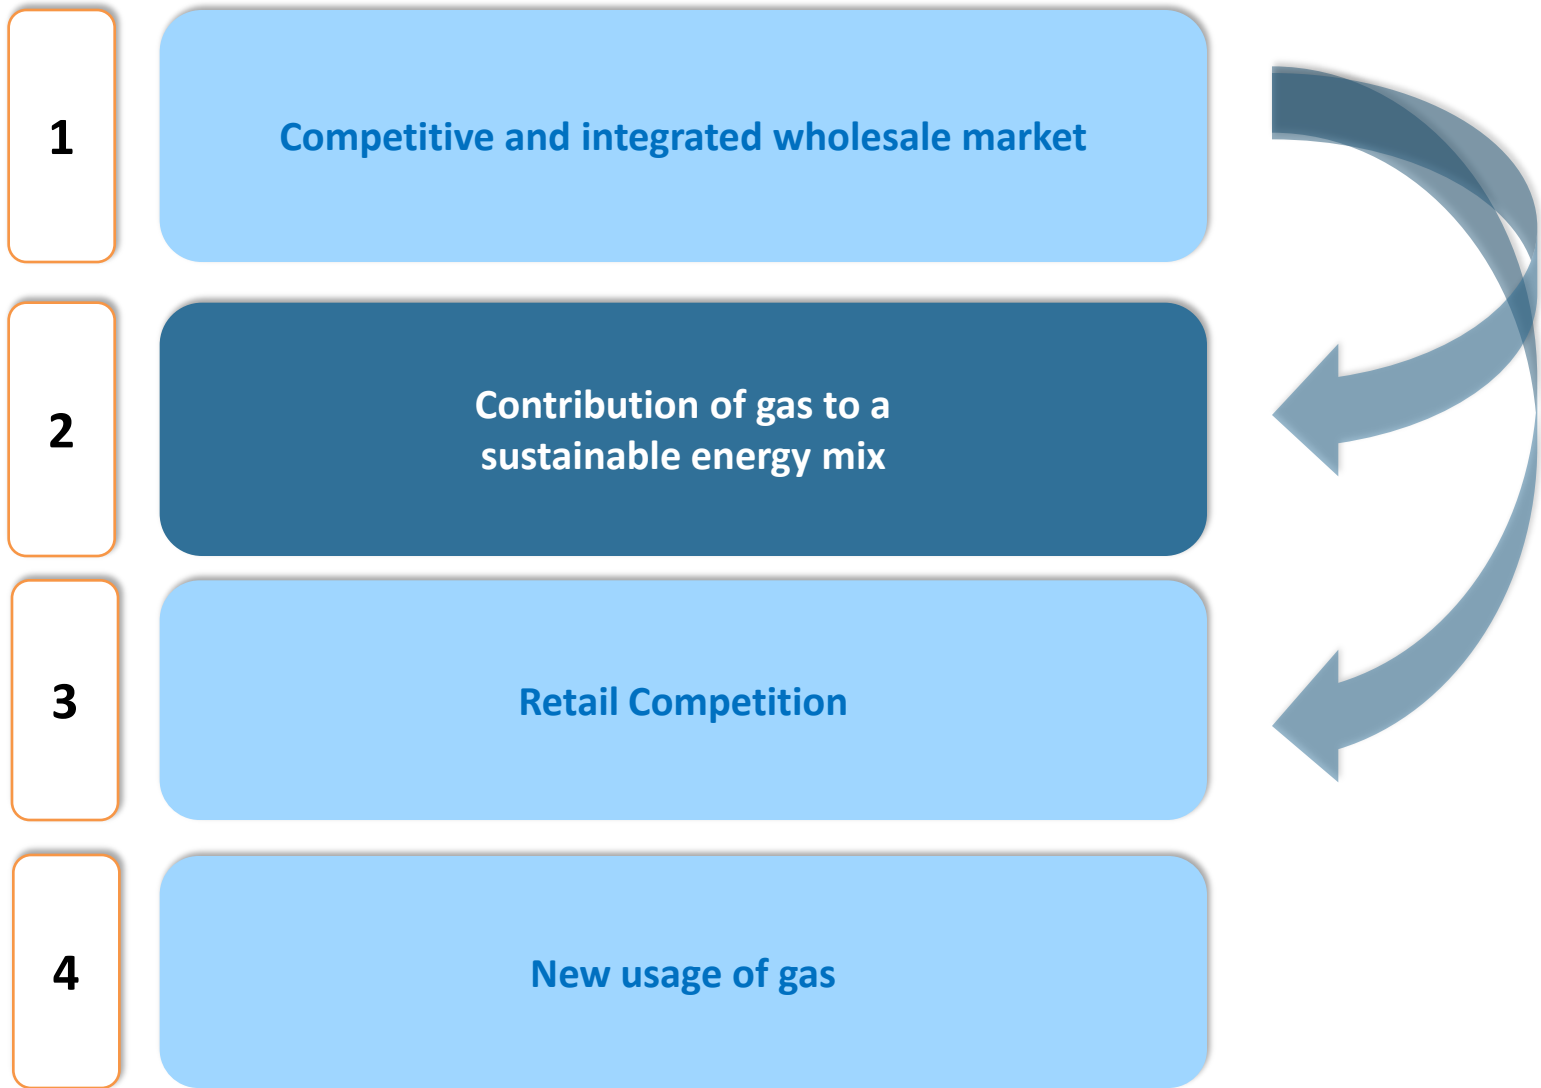 1
Competitive and integrated wholesale market
2
Contribution of gas to a
sustainable energy mix
3
Retail Competition
4
New usage of gas